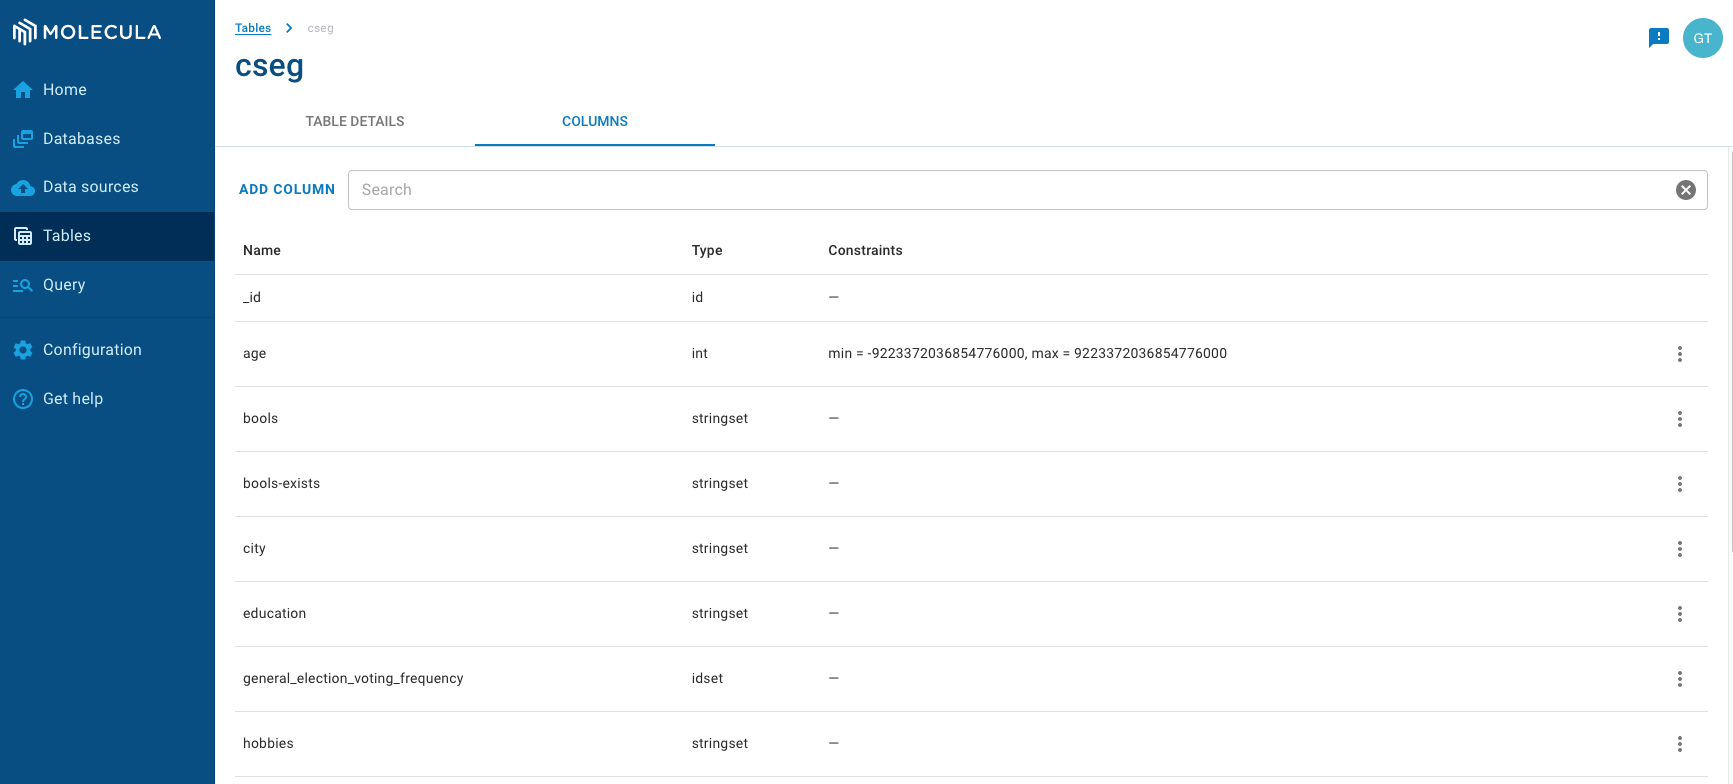 MOLECULA
Home
Databases
Data sources
Tables
Query
Configuration
Get help
Tables > cseg
GT
cseg
TABLE DETAILS COLUMNS
ADD COLUMN Search
Name Type Constraints
_id id —
age int min = -9223372036854776000, max = 9223372036854776000
bools stringset —
bools-exists stringset —
city stringset —
education stringset —
general_election_voting_frequency idset —
hobbies stringset —